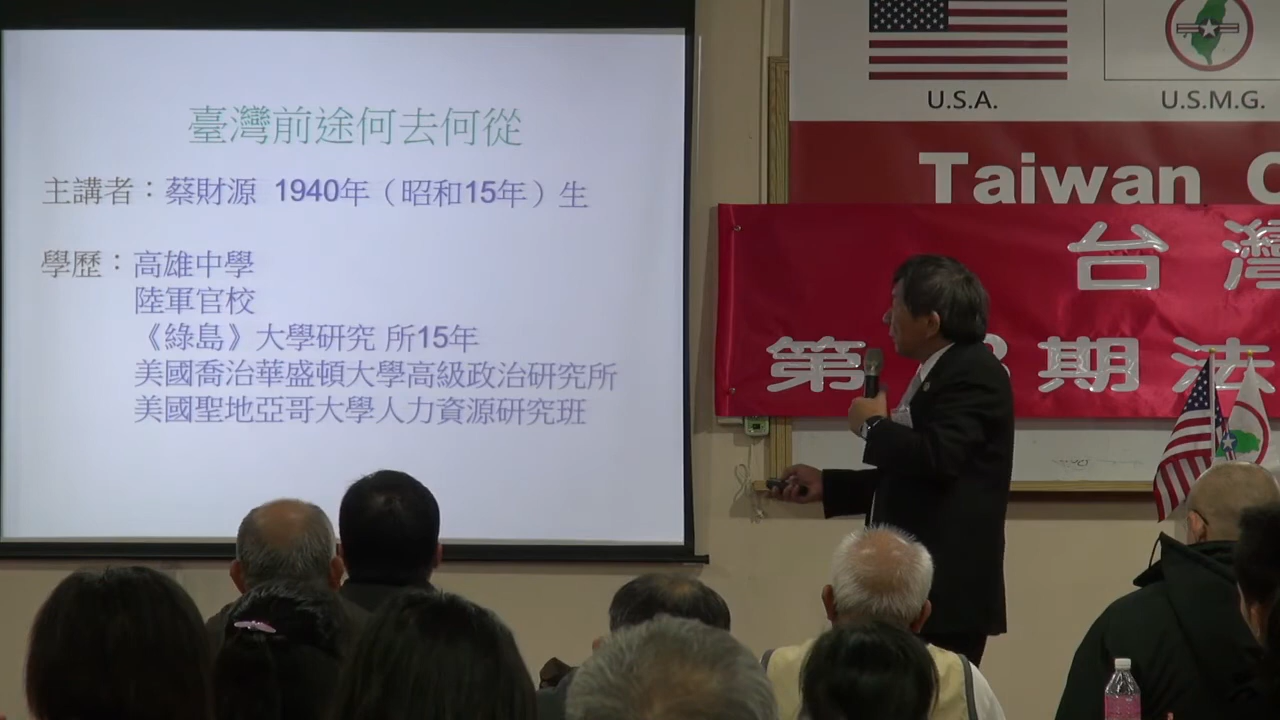 臺灣前途何去何從
主講者：蔡財源 1940年（昭和15年）生
學歷：高雄中學
陸軍官校
《綠島》大學研究 所15年
美國喬治華盛頓大學高級政治研究所
美國聖地亞哥大學人力資源研究班
U.S.A.
U.S.M.G.
Taiwan C
台灣
第 期法